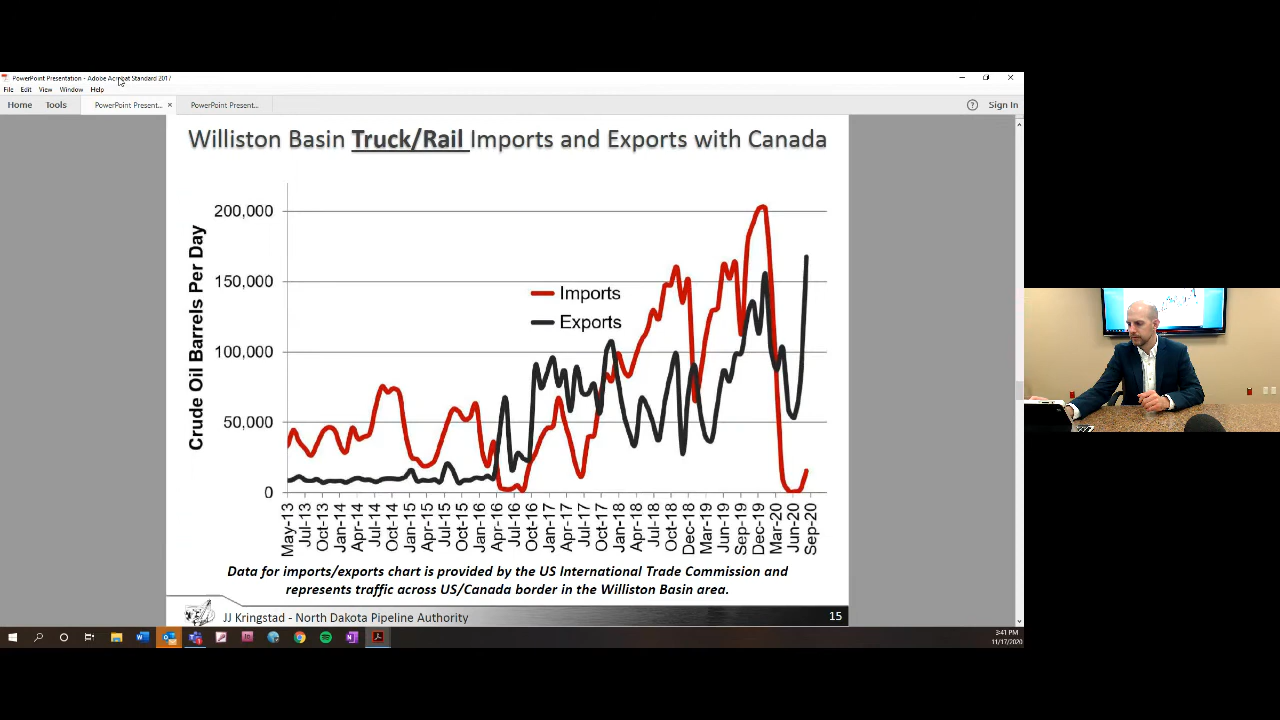 PowerPoint Presentation - Adobe Acrobat Standard 2017
File Edit View Window Help
Home Tools PowerPoint Present... × PowerPoint Present... Sign In
Williston Basin Truck/Rail Imports and Exports with Canada
Crude Oil Barrels Per Day
200,000
150,000
100,000
50,000
0
Imports
Exports
May-13 Jul-13 Oct-13 Jan-14 Apr-14 Jul-14 Oct-14 Jan-15 Apr-15 Jul-15 Oct-15 Jan-16 Apr-16 Jul-16 Oct-16 Jan-17 Apr-17 Jul-17 Oct-17 Jan-18 Apr-18 Jul-18 Oct-18 Dec-18 Mar-19 Jun-19 Sep-19 Dec-19 Mar-20 Jun-20 Sep-20
Data for imports/exports chart is provided by the US International Trade Commission and
represents traffic across US/Canada border in the Williston Basin area.
JJ Kringstad - North Dakota Pipeline Authority 15
3:41 PM
11/17/2020